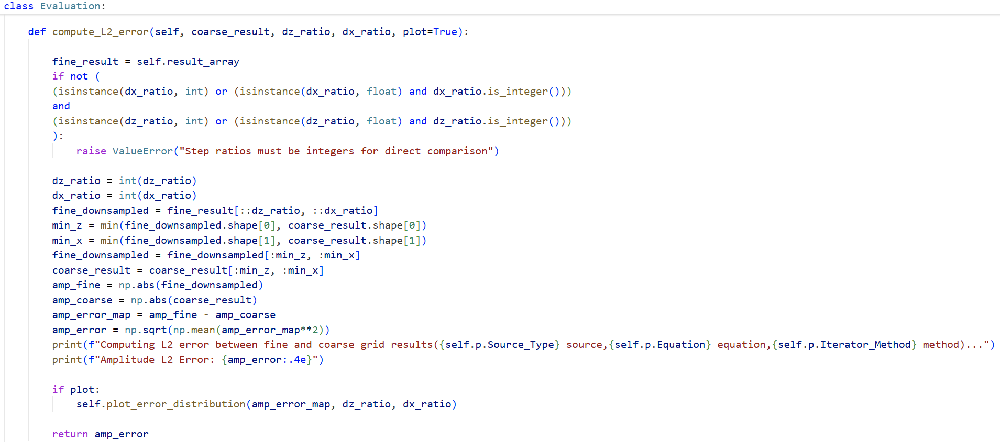 class Evaluation:
def compute_L2_error(self, coarse_result, dz_ratio, dx_ratio, plot=True):
fine_result = self.result_array
if not (
(isinstance(dx_ratio, int) or (isinstance(dx_ratio, float) and dx_ratio.is_integer()))
and
(isinstance(dz_ratio, int) or (isinstance(dz_ratio, float) and dz_ratio.is_integer()))
):
raise ValueError("Step ratios must be integers for direct comparison")
dz_ratio = int(dz_ratio)
dx_ratio = int(dx_ratio)
fine_downsampled = fine_result[::dz_ratio, ::dx_ratio]
min_z = min(fine_downsampled.shape[0], coarse_result.shape[0])
min_x = min(fine_downsampled.shape[1], coarse_result.shape[1])
fine_downsampled = fine_downsampled[:min_z, :min_x]
coarse_result = coarse_result[:min_z, :min_x]
amp_fine = np.abs(fine_downsampled)
amp_coarse = np.abs(coarse_result)
amp_error_map = amp_fine - amp_coarse
amp_error = np.sqrt(np.mean(amp_error_map**2))
print(f"Computing L2 error between fine and coarse grid results({self.p.Source_Type} source,{self.p.Equation} equation,{self.p.Iterator_Method} method)...")
print(f"Amplitude L2 Error: {amp_error:.4e}")
if plot:
self.plot_error_distribution(amp_error_map, dz_ratio, dx_ratio)
return amp_error